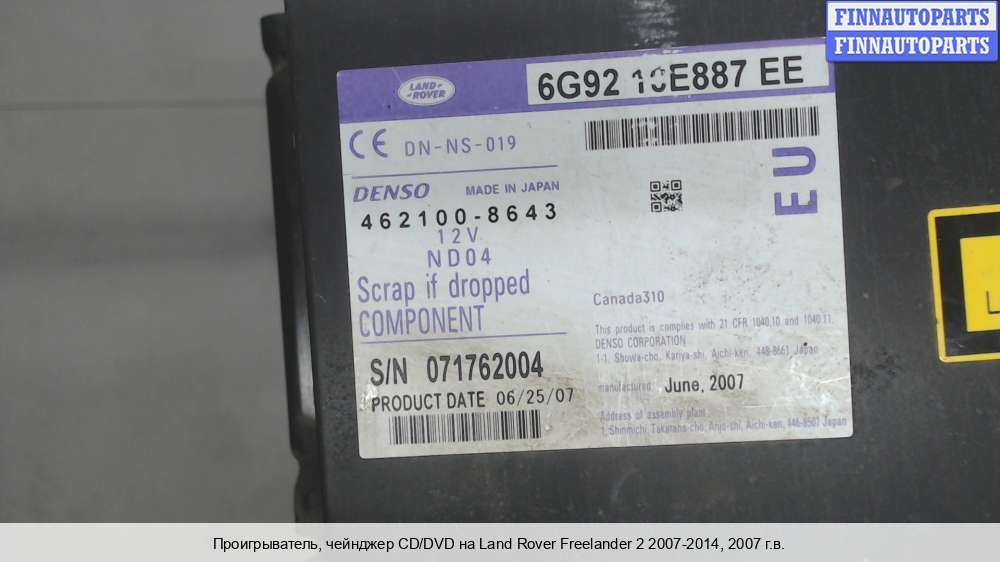 FINNAUTOPARTS
FINNAUTOPARTS
LAND-
-ROVER
6G92 10E887 EE
CE DN-NS-019
EU
DENSO MADE IN JAPAN
462100-8643
12V
ND04
Scrap if dropped
COMPONENT
Canada310
This product is complies with 21 CFR 1040.10 and 1040.11.
DENSO CORPORATION
1-1, Showa-cho, Kariya-shi, Aichi-ken, 448-8661 Japan
S/N 071762004
manufactured: June, 2007
PRODUCT DATE 06/25/07
Address of assembly plant
1, Shinmichi, Takatana-cho, Anjo-shi, Aichi-ken, 446-8501 Japan
L
Проигрыватель, чейнджер CD/DVD на Land Rover Freelander 2 2007-2014, 2007 г.в.